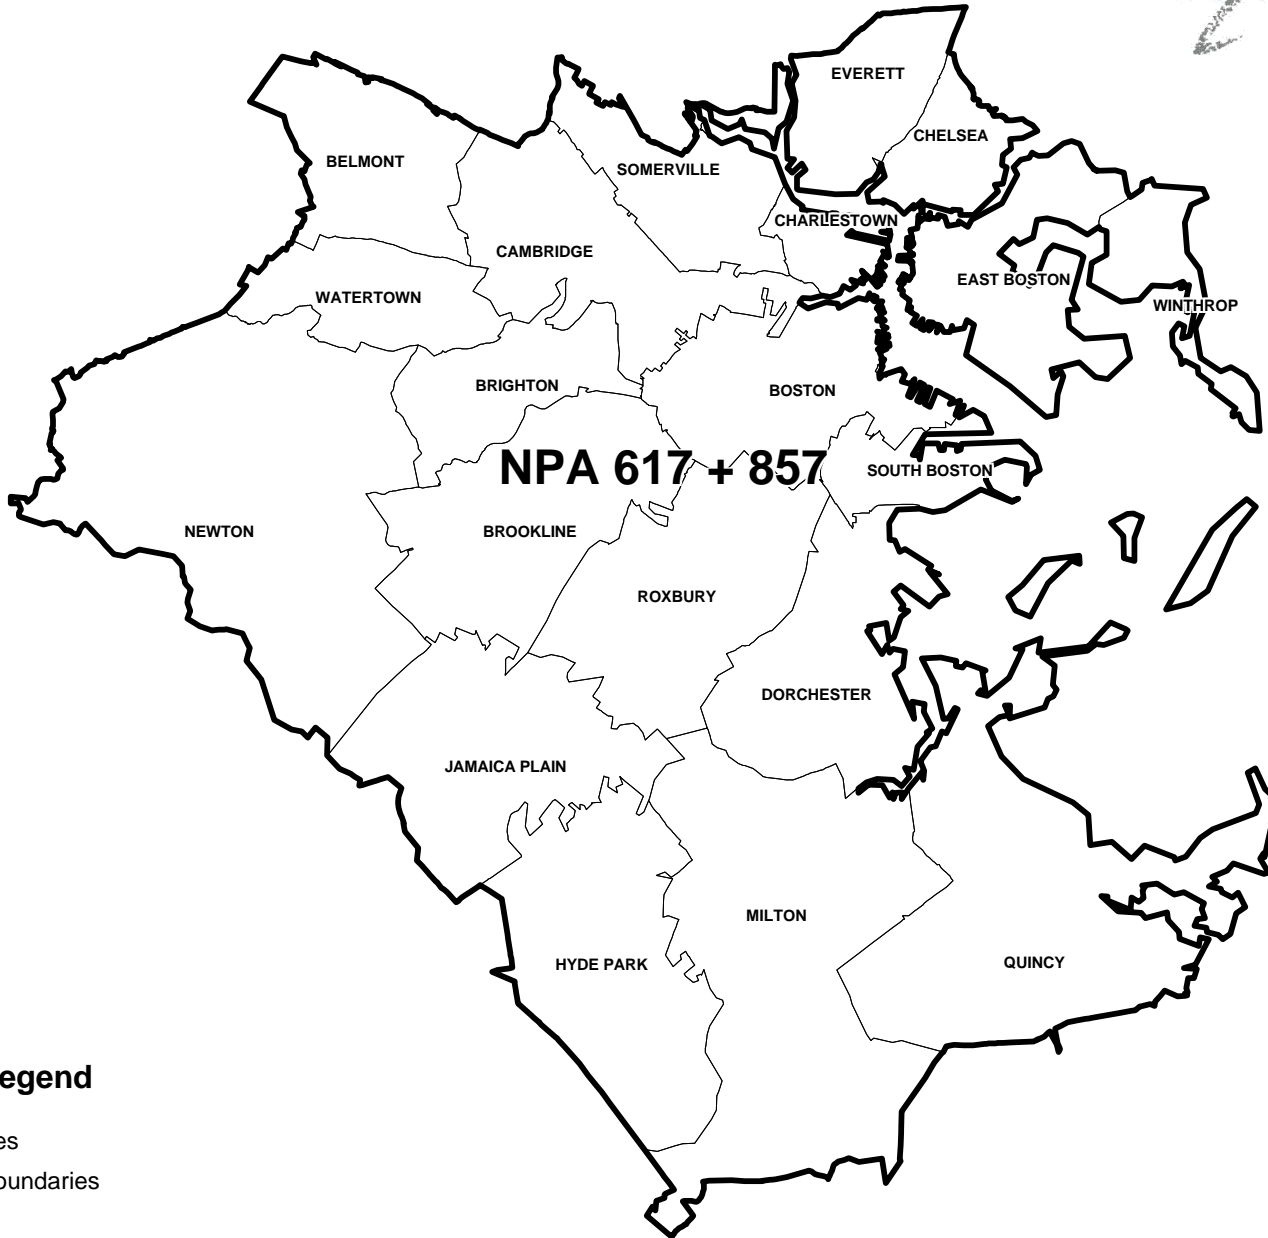 EVERETT
CHELSEA
BELMONT
SOMERVILLE
CHARLESTOWN
CAMBRIDGE
EAST BOSTON
WATERTOWN
WINTHROP
BRIGHTON
BOSTON
NPA 617 + 857
SOUTH BOSTON
NEWTON
BROOKLINE
ROXBURY
DORCHESTER
JAMAICA PLAIN
MILTON
HYDE PARK
QUINCY
egend
es
oundaries